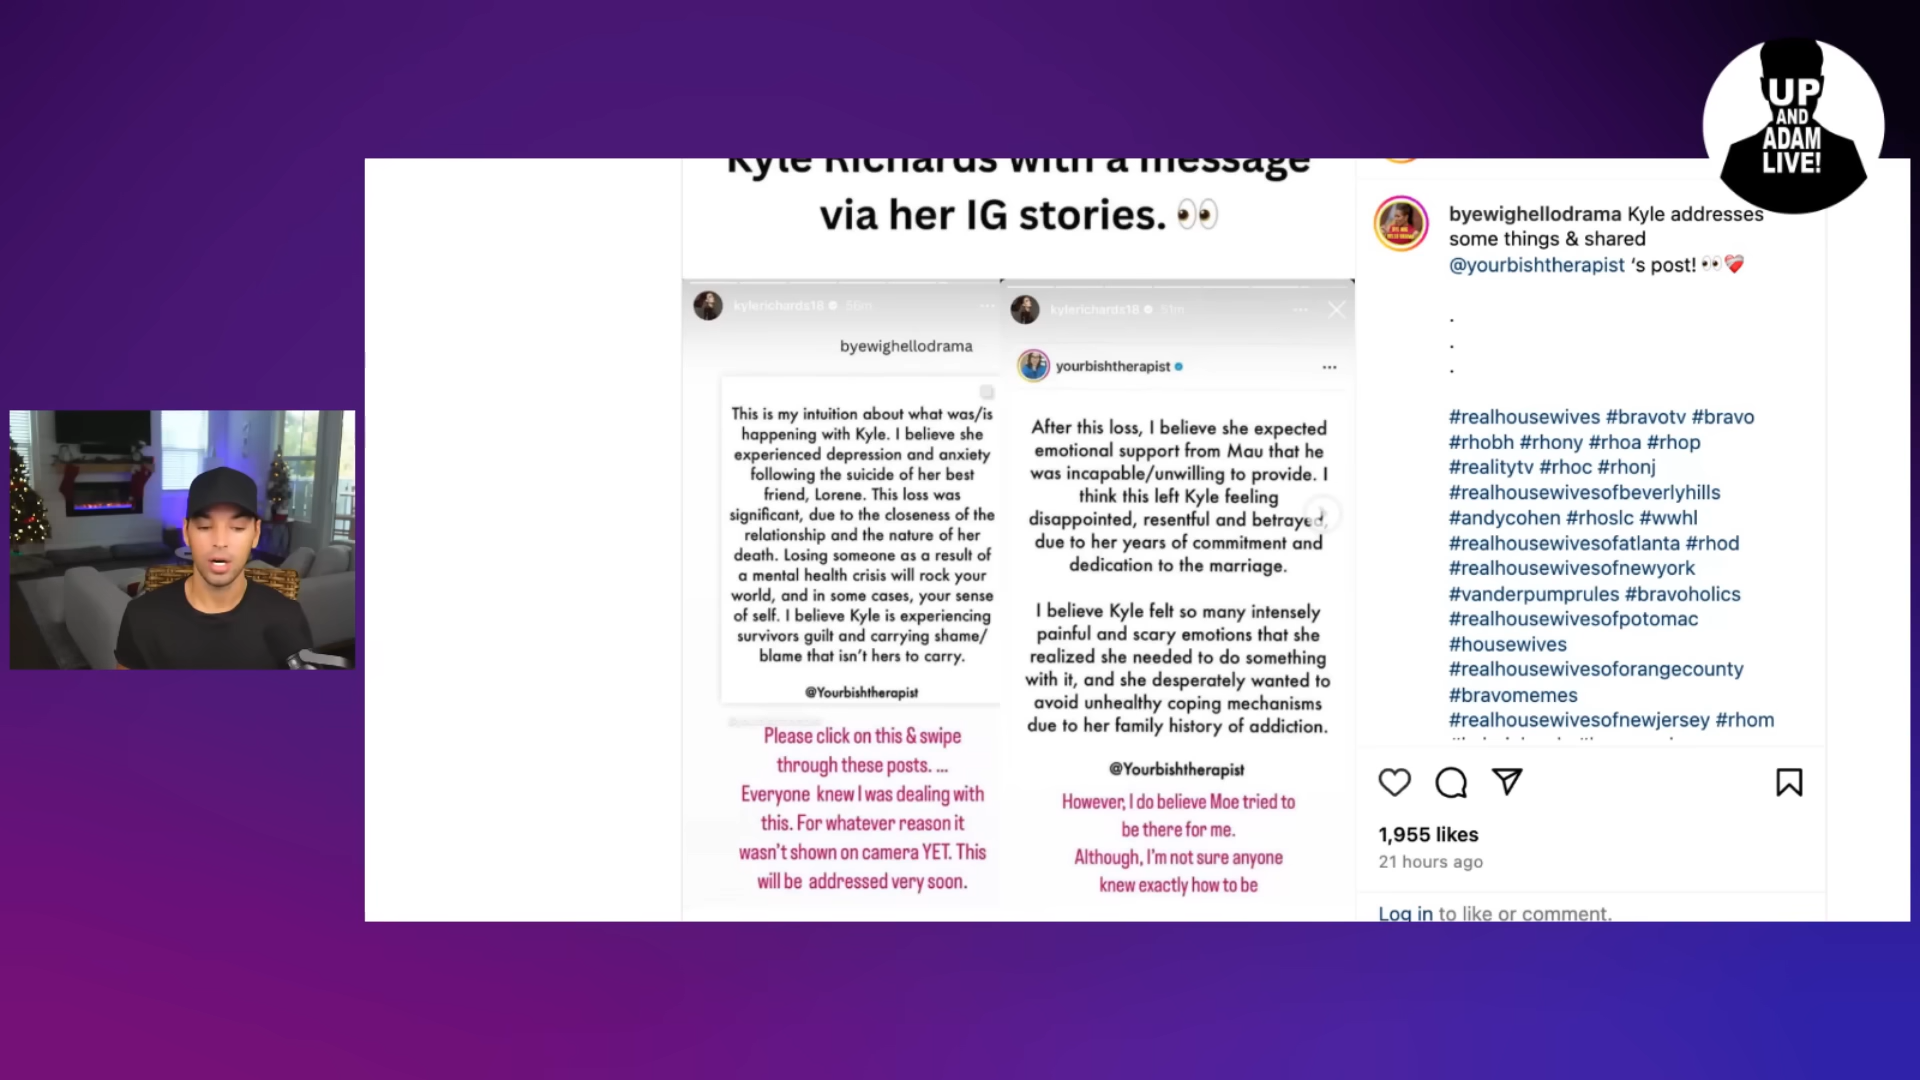 UP
AND
ADAM
LIVE!
Kyle Richards with a message
via her IG stories. 👀
kylerichards18 56m
byewighellodrama
This is my intuition about what was/is
happening with Kyle. I believe she
experienced depression and anxiety
following the suicide of her best
friend, Lorene. This loss was
significant, due to the closeness of the
relationship and the nature of her
death. Losing someone as a result of
a mental health crisis will rock your
world, and in some cases, your sense
of self. I believe Kyle is experiencing
survivors guilt and carrying shame/
blame that isn't hers to carry.
@Yourbishtherapist
Please click on this & swipe
through these posts. ...
Everyone knew I was dealing with
this. For whatever reason it
wasn't shown on camera YET. This
will be addressed very soon.
kylerichards18 51m
yourbishtherapist
After this loss, I believe she expected
emotional support from Mau that he
was incapable/unwilling to provide. I
think this left Kyle feeling
disappointed, resentful and betrayed,
due to her years of commitment and
dedication to the marriage.
I believe Kyle felt so many intensely
painful and scary emotions that she
realized she needed to do something
with it, and she desperately wanted to
avoid unhealthy coping mechanisms
due to her family history of addiction.
@Yourbishtherapist
However, I do believe Moe tried to
be there for me.
Although, I'm not sure anyone
knew exactly how to be
byewighellodrama Kyle addresses
some things & shared
@yourbishtherapist 's post! 👀❤️‍🩹
.
.
.
#realhousewives #bravotv #bravo
#rhobh #rhony #rhoa #rhop
#realitytv #rhoc #rhonj
#realhousewivesofbeverlyhills
#andycohen #rhoslc #wwhl
#realhousewivesofatlanta #rhod
#realhousewivesofnewyork
#vanderpumprules #bravoholics
#realhousewivesofpotomac
#housewives
#realhousewivesoforangecounty
#bravomemes
#realhousewivesofnewjersey #rhom
1,955 likes
21 hours ago
Log in to like or comment.